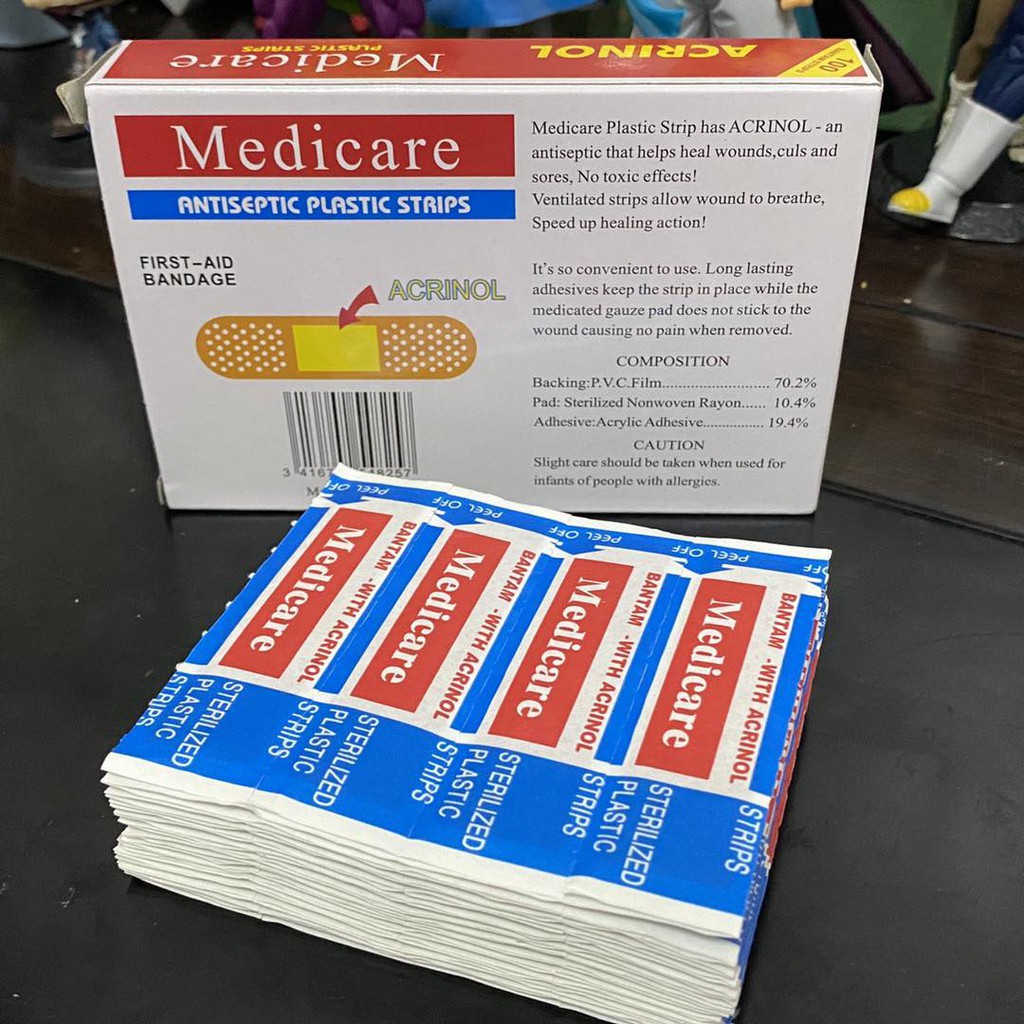 Medicare
PLASTIC STRIPS
ACRINOL
100
BANTAM STRIPS
Medicare
ANTISEPTIC PLASTIC STRIPS
FIRST-AID
BANDAGE
ACRINOL
3 4167 48257
Medicare Plastic Strip has ACRINOL - an
antiseptic that helps heal wounds,culs and
sores, No toxic effects!
Ventilated strips allow wound to breathe,
Speed up healing action!
It's so convenient to use. Long lasting
adhesives keep the strip in place while the
medicated gauze pad does not stick to the
wound causing no pain when removed.
COMPOSITION
Backing:P.V.C.Film........................... 70.2%
Pad: Sterilized Nonwoven Rayon...... 10.4%
Adhesive:Acrylic Adhesive................ 19.4%
CAUTION
Slight care should be taken when used for
infants of people with allergies.
PEEL OFF
PEEL OFF
PEEL OFF
PEEL OFF
Medicare
BANTAM - WITH ACRINOL
Medicare
BANTAM - WITH ACRINOL
Medicare
BANTAM - WITH ACRINOL
Medicare
BANTAM - WITH ACRINOL
STERILIZED
PLASTIC
STRIPS
STERILIZED
PLASTIC
STRIPS
STERILIZED
PLASTIC
STRIPS
STERILIZED
PLASTIC
STRIPS
STRIPS